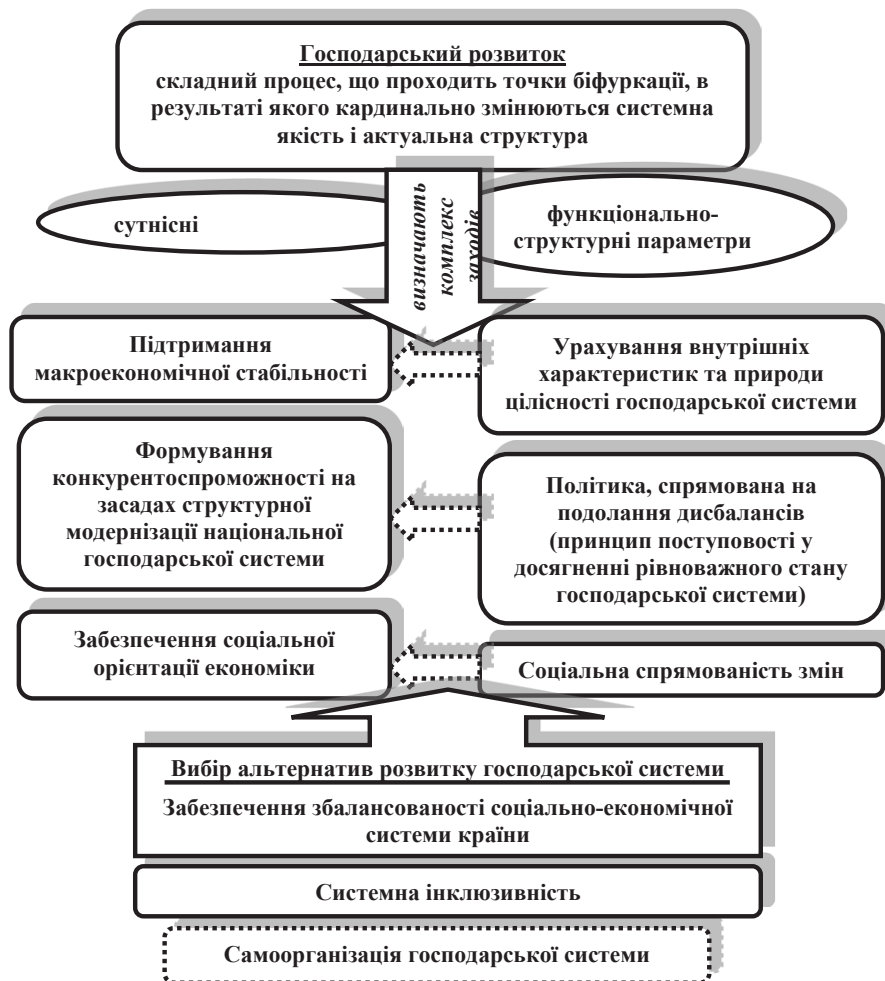 Господарський розвиток
складний процес, що проходить точки біфуркації, в
результаті якого кардинально змінюються системна
якість і актуальна структура
сутнісні
функціонально-
структурні параметри
визначають
комплекс
заходів
Підтримання
макроекономічної стабільності
Урахування внутрішніх
характеристик та природи
цілісності господарської системи
Формування
конкурентоспроможності на
засадах структурної
модернізації національної
господарської системи
Політика, спрямована на
подолання дисбалансів
(принцип поступовості у
досягненні рівноважного стану
господарської системи)
Забезпечення соціальної
орієнтації економіки
Соціальна спрямованість змін
Вибір альтернатив розвитку господарської системи
Забезпечення збалансованості соціально-економічної
системи країни
Системна інклюзивність
Самоорганізація господарської системи